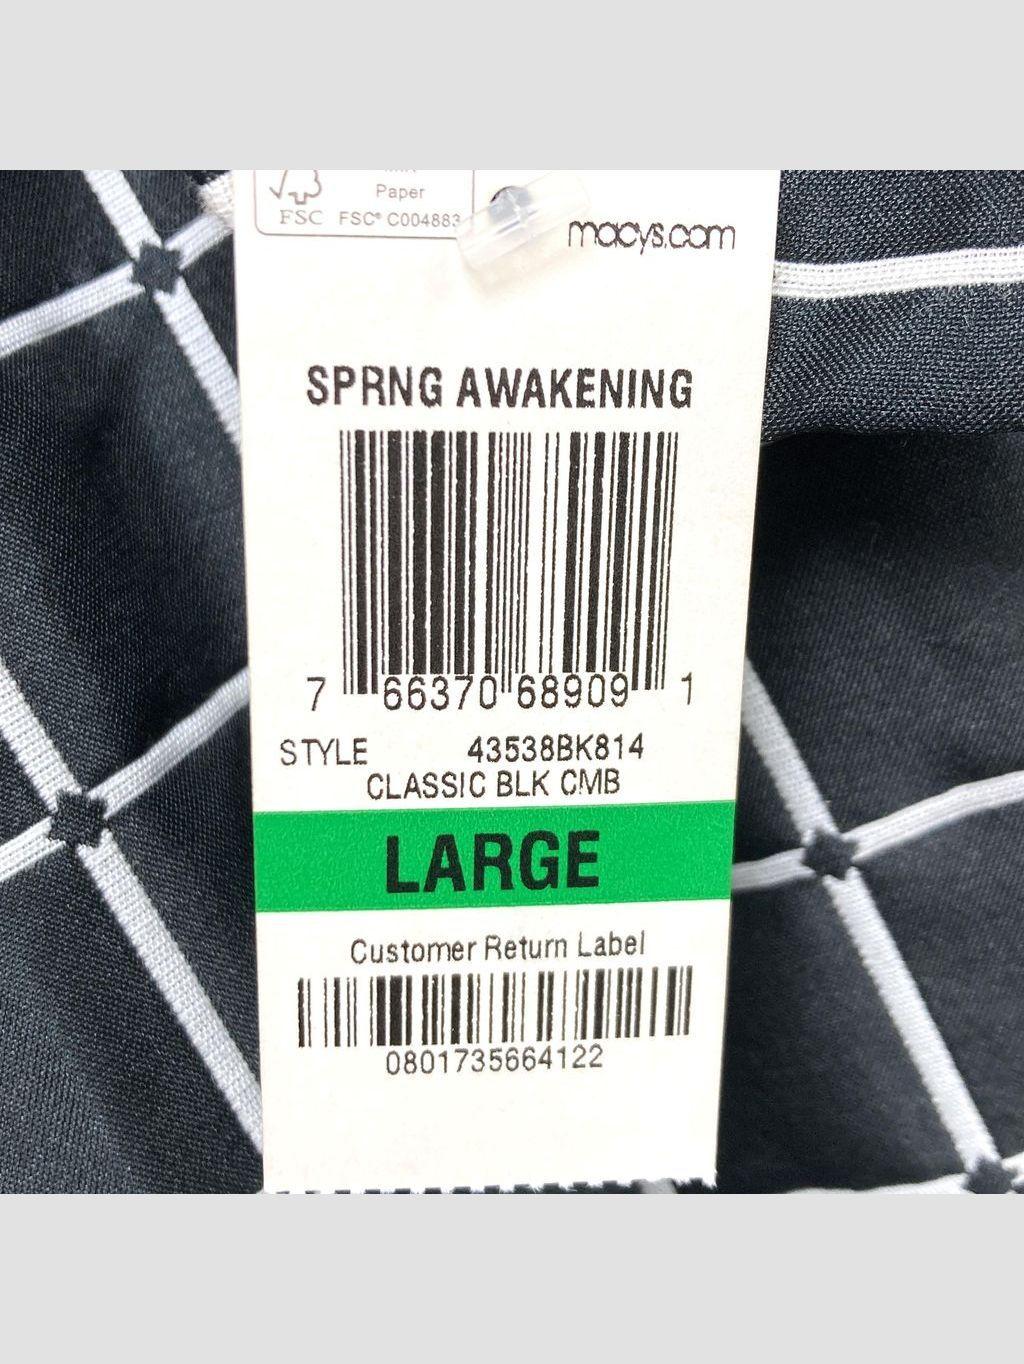 Paper
FSC FSC® C004883
macys.com
SPRNG AWAKENING
7 66370 68909 1
STYLE 43538BK814
CLASSIC BLK CMB
LARGE
Customer Return Label
0801735664122